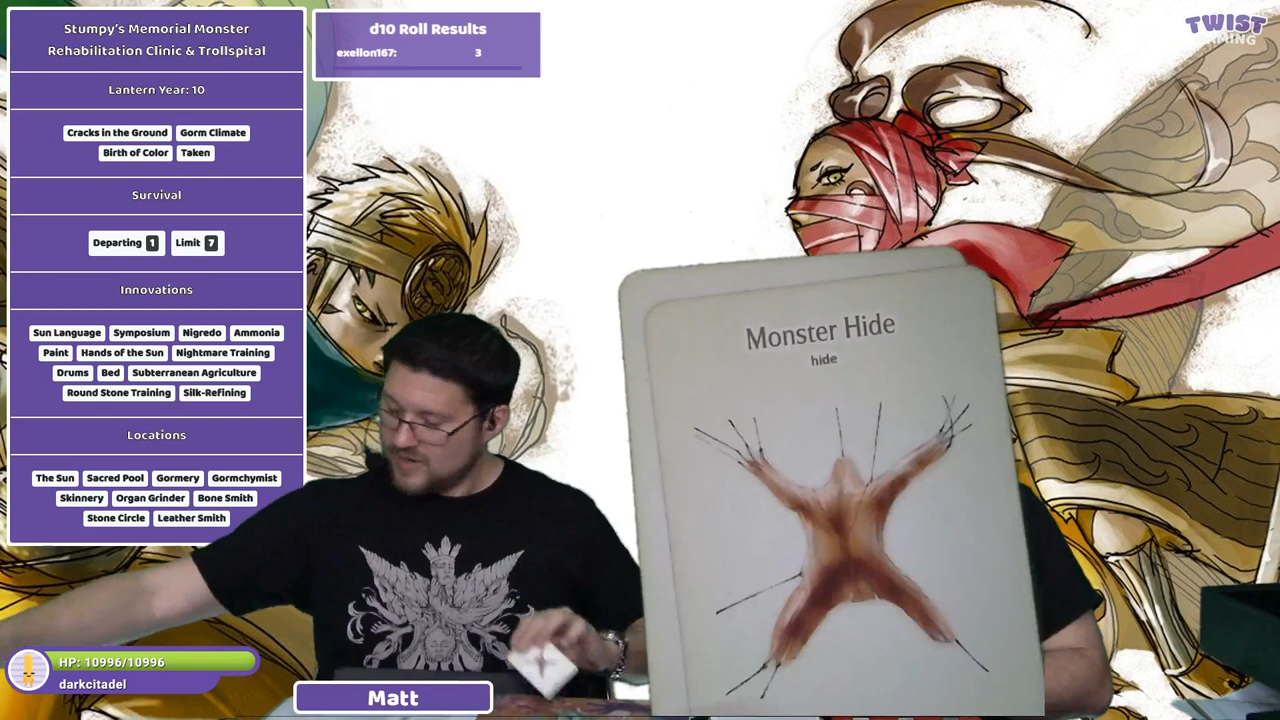 Stumpy's Memorial Monster
Rehabilitation Clinic & Trollspital
Lantern Year: 10
Cracks in the Ground Gorm Climate
Birth of Color Taken
Survival
Departing 1 Limit 7
Innovations
Sun Language Symposium Nigredo Ammonia
Paint Hands of the Sun Nightmare Training
Drums Bed Subterranean Agriculture
Round Stone Training Silk-Refining
Locations
The Sun Sacred Pool Gormery Gormchymist
Skinnery Organ Grinder Bone Smith
Stone Circle Leather Smith
HP: 10996/10996
darkcitadel
d10 Roll Results
exellon167: 3
Matt
Monster Hide
hide
TWIST
GAMING